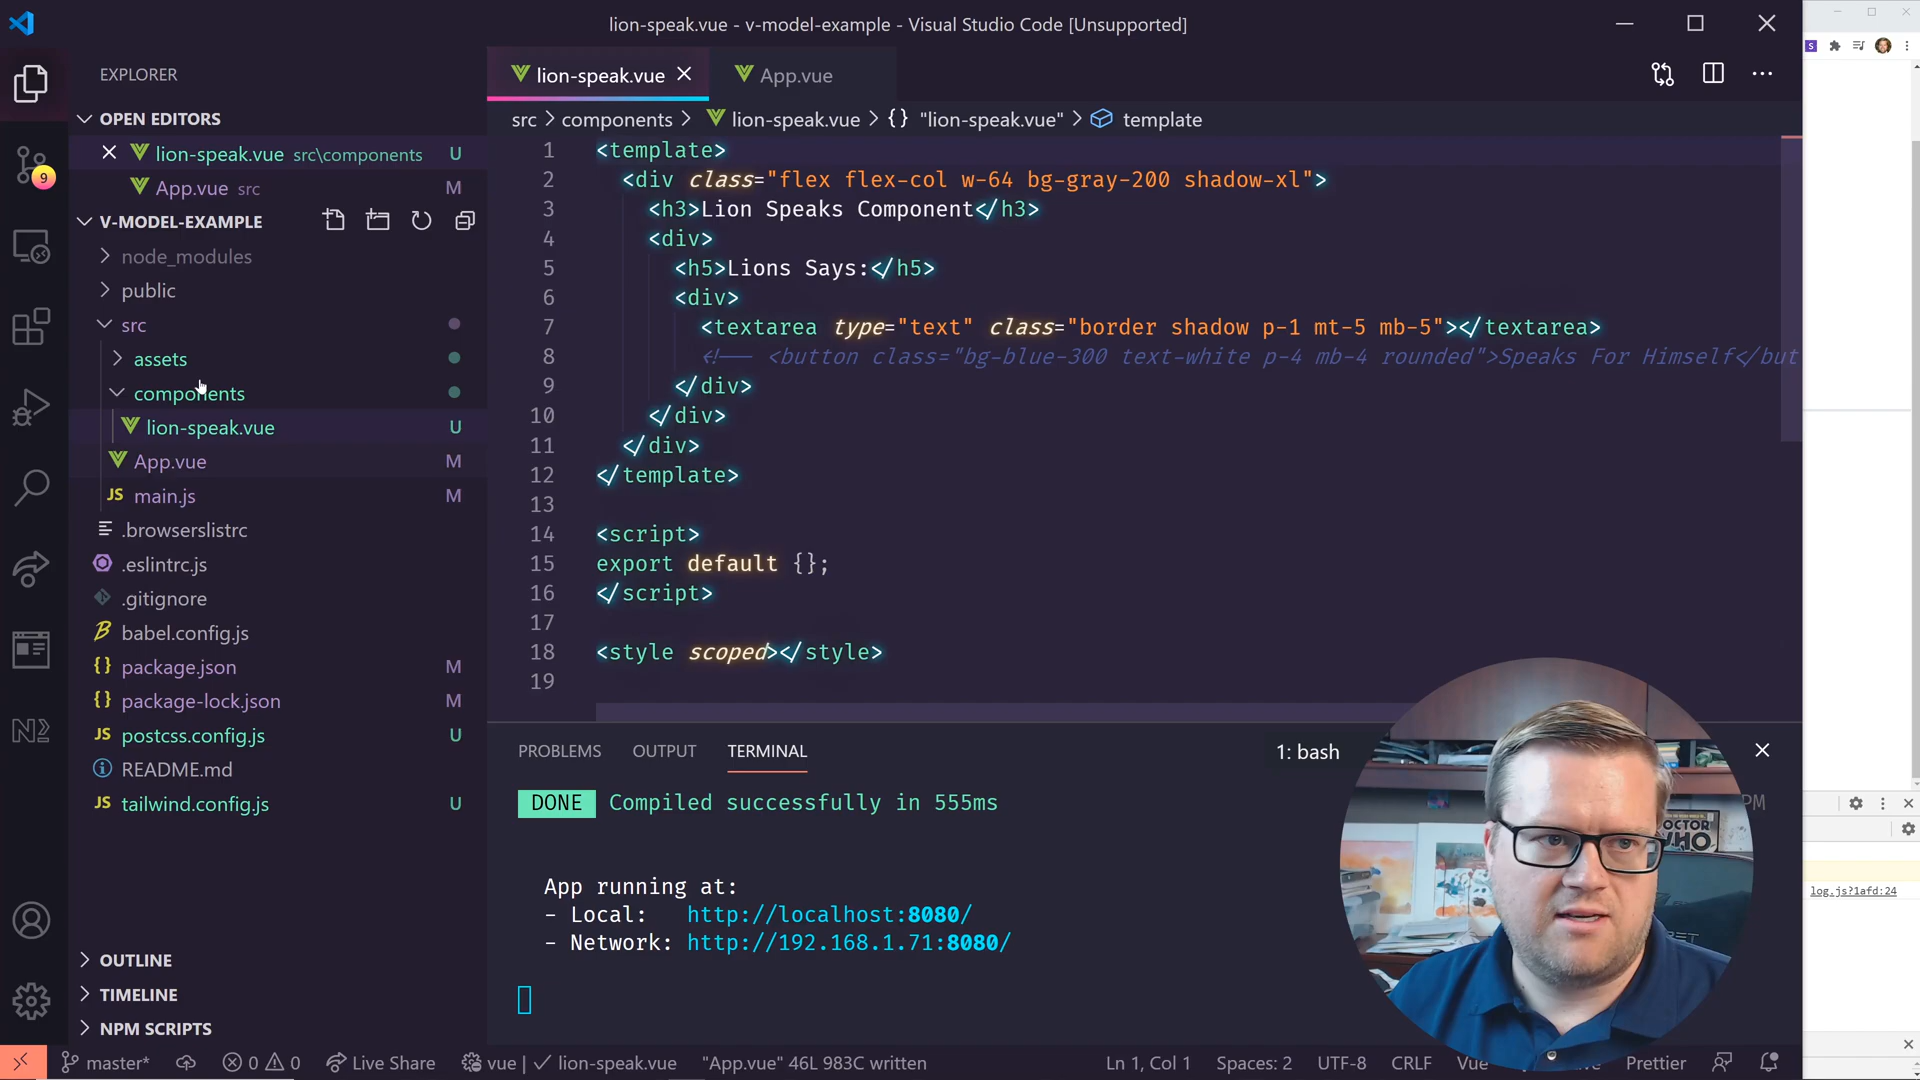 lion-speak.vue - v-model-example - Visual Studio Code [Unsupported]
EXPLORER
OPEN EDITORS
lion-speak.vue src\components U
App.vue src M
V-MODEL-EXAMPLE
node_modules
public
src
assets
components
lion-speak.vue U
App.vue M
JS main.js M
.browserslistrc
.eslintrc.js
.gitignore
babel.config.js
{} package.json M
{} package-lock.json M
JS postcss.config.js U
README.md
JS tailwind.config.js U
OUTLINE
TIMELINE
NPM SCRIPTS
9
lion-speak.vue App.vue
src > components > lion-speak.vue > {} "lion-speak.vue" > template
1 <template>
2 <div class="flex flex-col w-64 bg-gray-200 shadow-xl">
3 <h3>Lion Speaks Component</h3>
4 <div>
5 <h5>Lions Says:</h5>
6 <div>
7 <textarea type="text" class="border shadow p-1 mt-5 mb-5"></textarea>
8 <!-- <button class="bg-blue-300 text-white p-4 mb-4 rounded">Speaks For Himself</but
9 </div>
10 </div>
11 </div>
12 </template>
13
14 <script>
15 export default {};
16 </script>
17
18 <style scoped></style>
19
PROBLEMS OUTPUT TERMINAL 1: bash
DONE Compiled successfully in 555ms PM
App running at:
- Local: http://localhost:8080/
- Network: http://192.168.1.71:8080/
DOCTOR
WHO
log.js?1afd:24
master* 0 0 Live Share vue | lion-speak.vue "App.vue" 46L 983C written Ln 1, Col 1 Spaces: 2 UTF-8 CRLF Vue Prettier